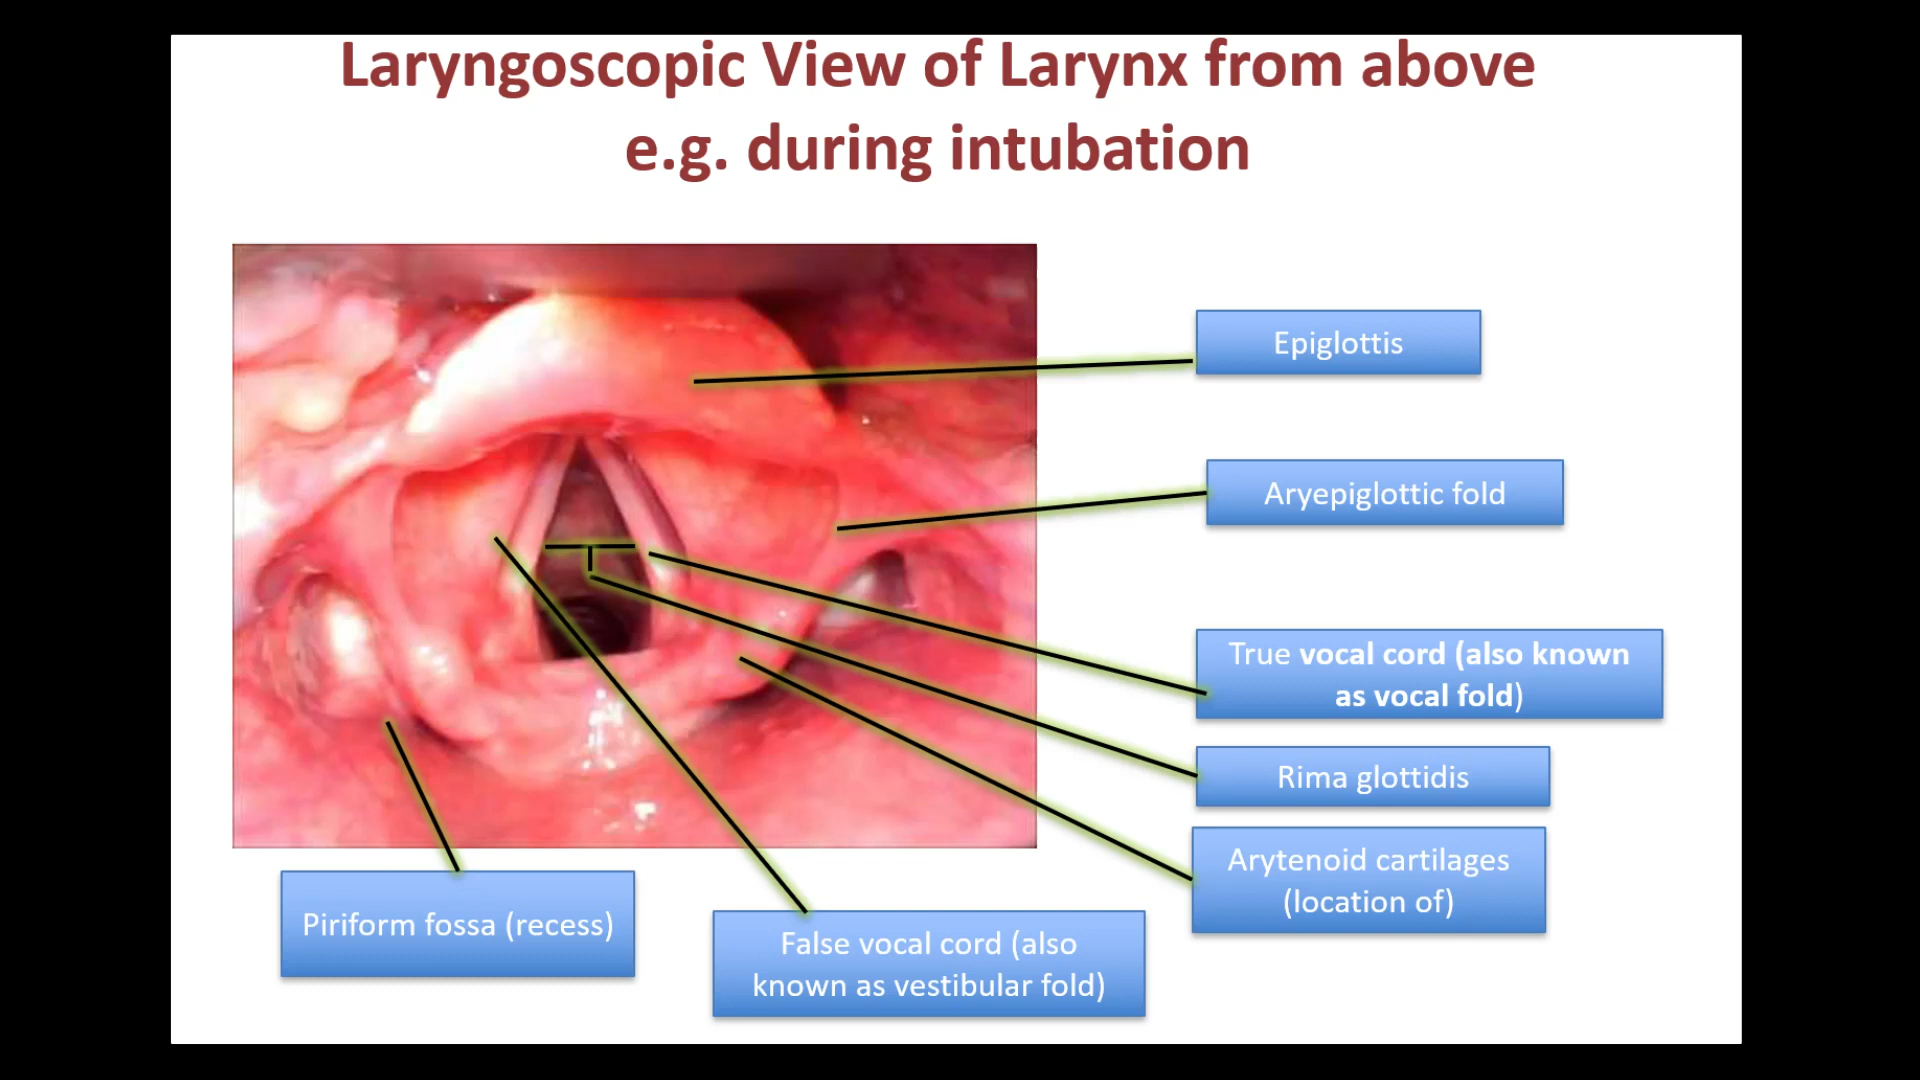 Laryngoscopic View of Larynx from above
e.g. during intubation
Epiglottis
Aryepiglottic fold
True vocal cord (also known
as vocal fold)
Rima glottidis
Arytenoid cartilages
(location of)
Piriform fossa (recess)
False vocal cord (also
known as vestibular fold)